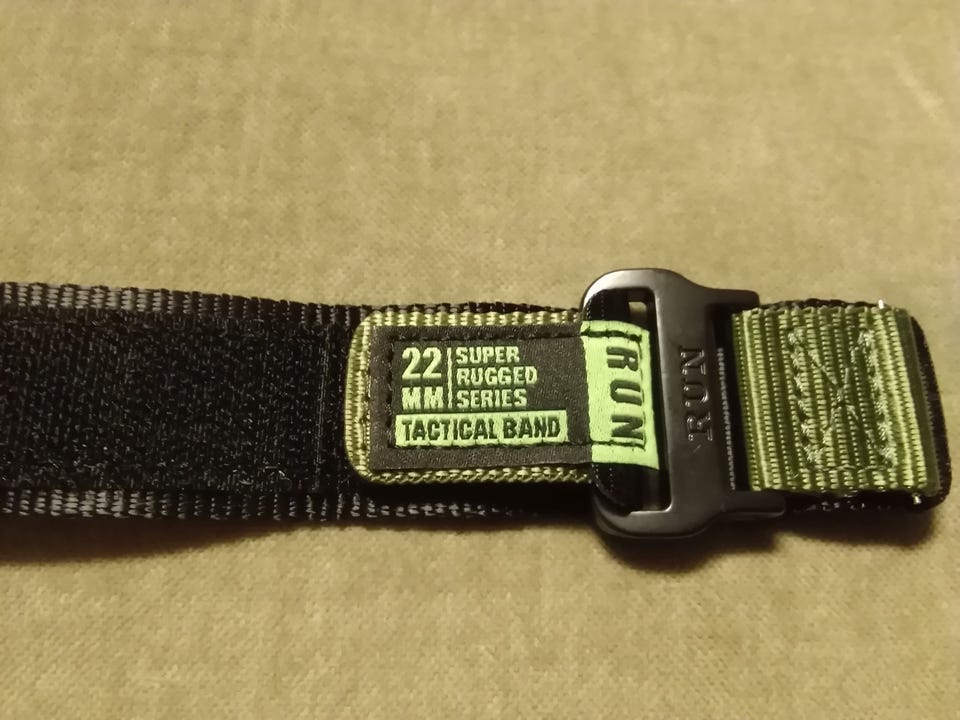 22
MM
SUPER
RUGGED
SERIES
TACTICAL BAND
RUN
RUN